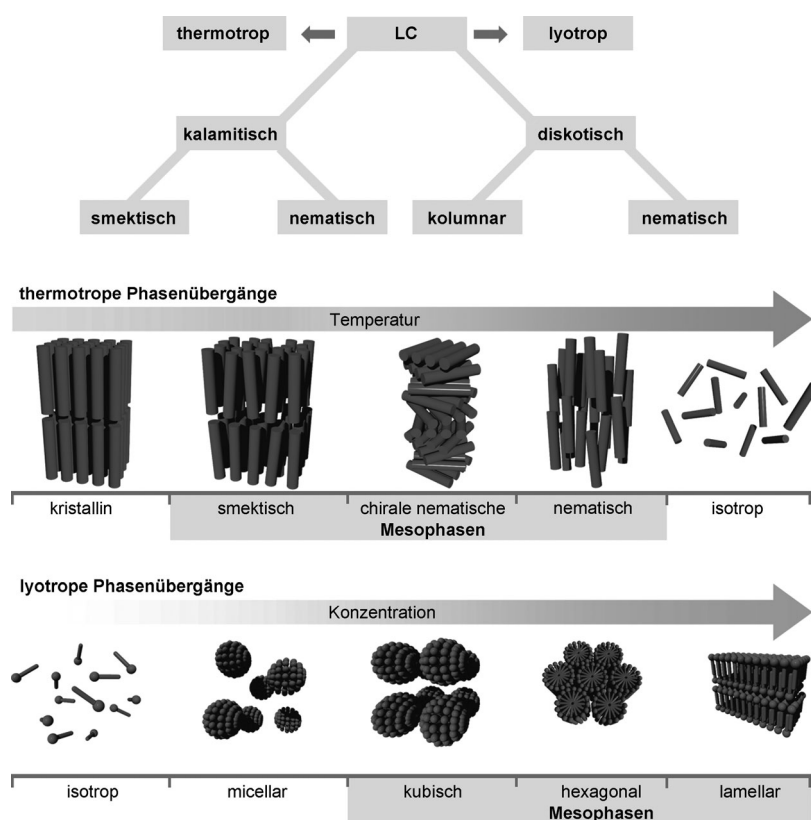 thermotrop LC lyotrop
kalamitisch diskotisch
smektisch nematisch kolumnar nematisch
thermotrope Phasenübergänge
Temperatur
kristallin smektisch chirale nematische nematisch isotrop
Mesophasen
lyotrope Phasenübergänge
Konzentration
isotrop micellar kubisch hexagonal lamellar
Mesophasen